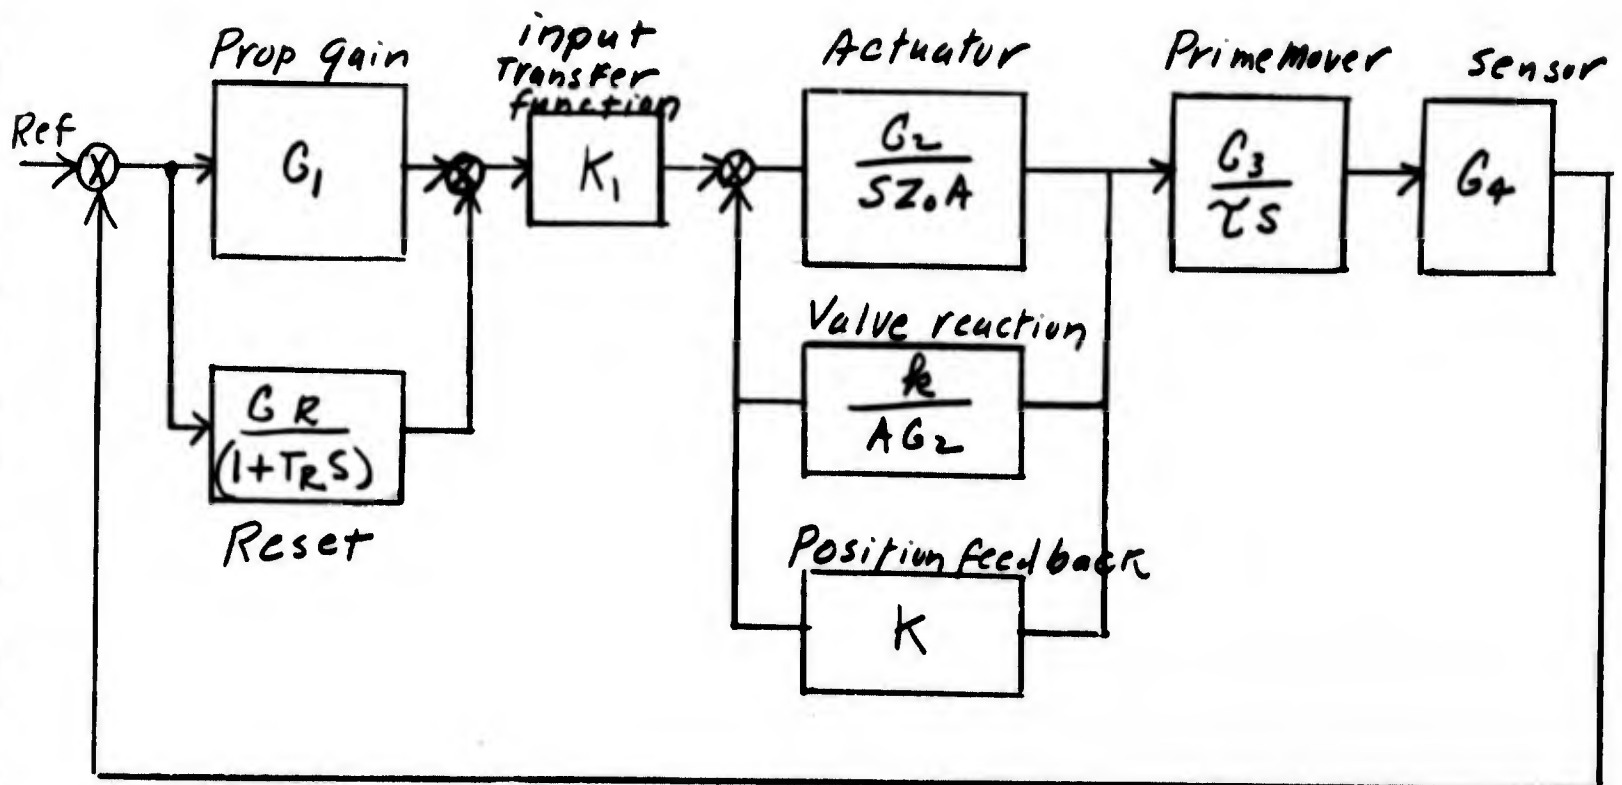 Ref
Prop gain
G1
input
Transfer
function
K1
Actuator
G2
SZ0A
Prime mover
G3
τS
sensor
G4
GR
(1+TRS)
Reset
Valve reaction
k
AG2
Position feedback
K